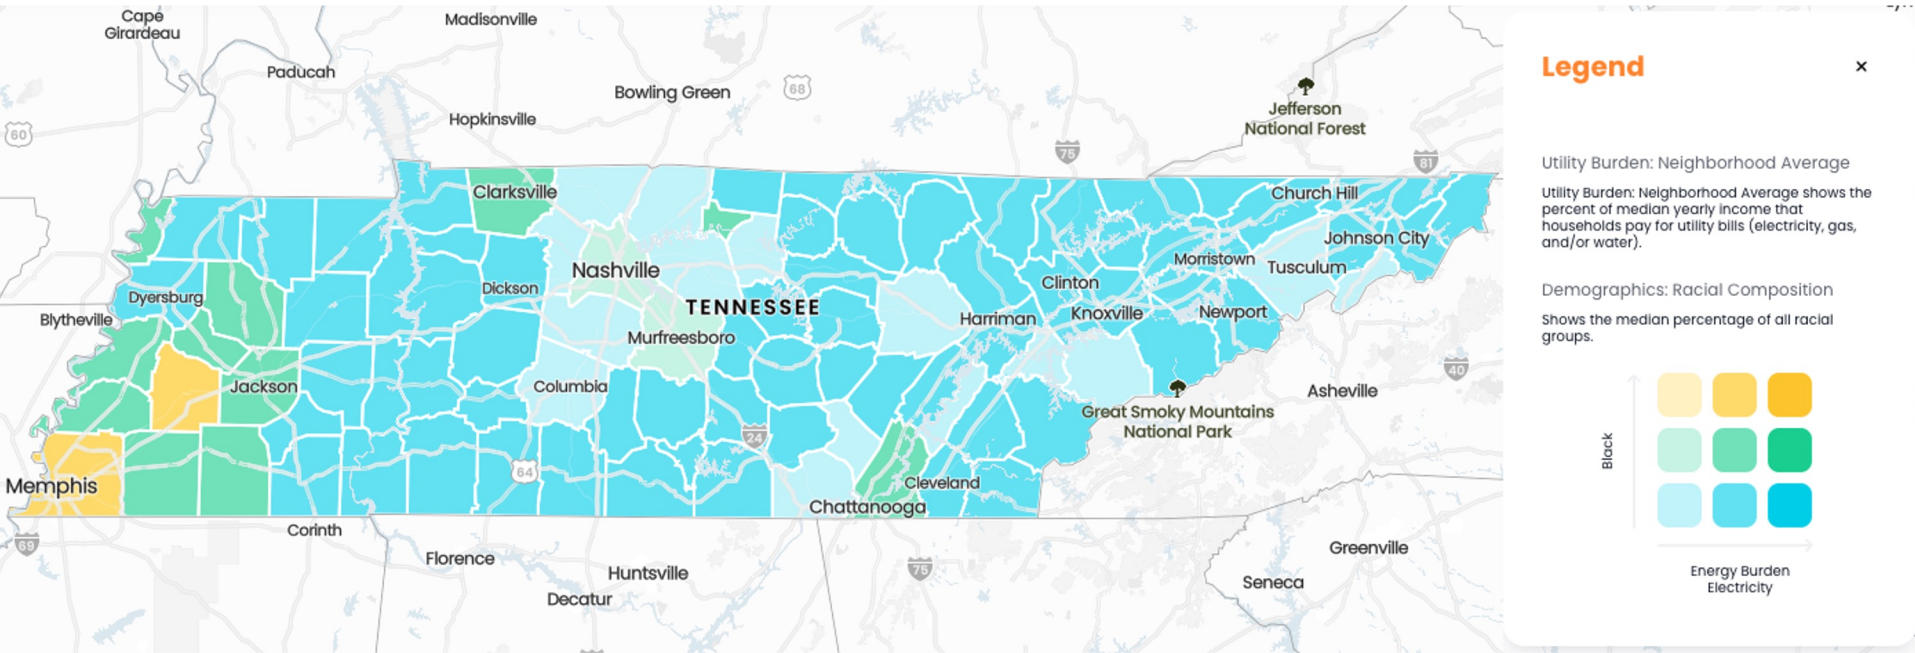 Cape
Girardeau
Madisonville
Paducah
Bowling Green
68
Hopkinsville
60
Jefferson
National Forest
75
81
Clarksville
Church Hill
Johnson City
Nashville
Morristown
Tusculum
Dickson
Clinton
Dyersburg
TENNESSEE
Blytheville
Harriman
Knoxville
Newport
Murfreesboro
Jackson
Columbia
40
Asheville
Great Smoky Mountains
National Park
24
64
Memphis
Cleveland
Chattanooga
Corinth
69
Florence
Huntsville
75
Greenville
Decatur
Seneca
Legend
×
Utility Burden: Neighborhood Average
Utility Burden: Neighborhood Average shows the
percent of median yearly income that
households pay for utility bills (electricity, gas,
and/or water).
Demographics: Racial Composition
Shows the median percentage of all racial
groups.
Black
Energy Burden
Electricity